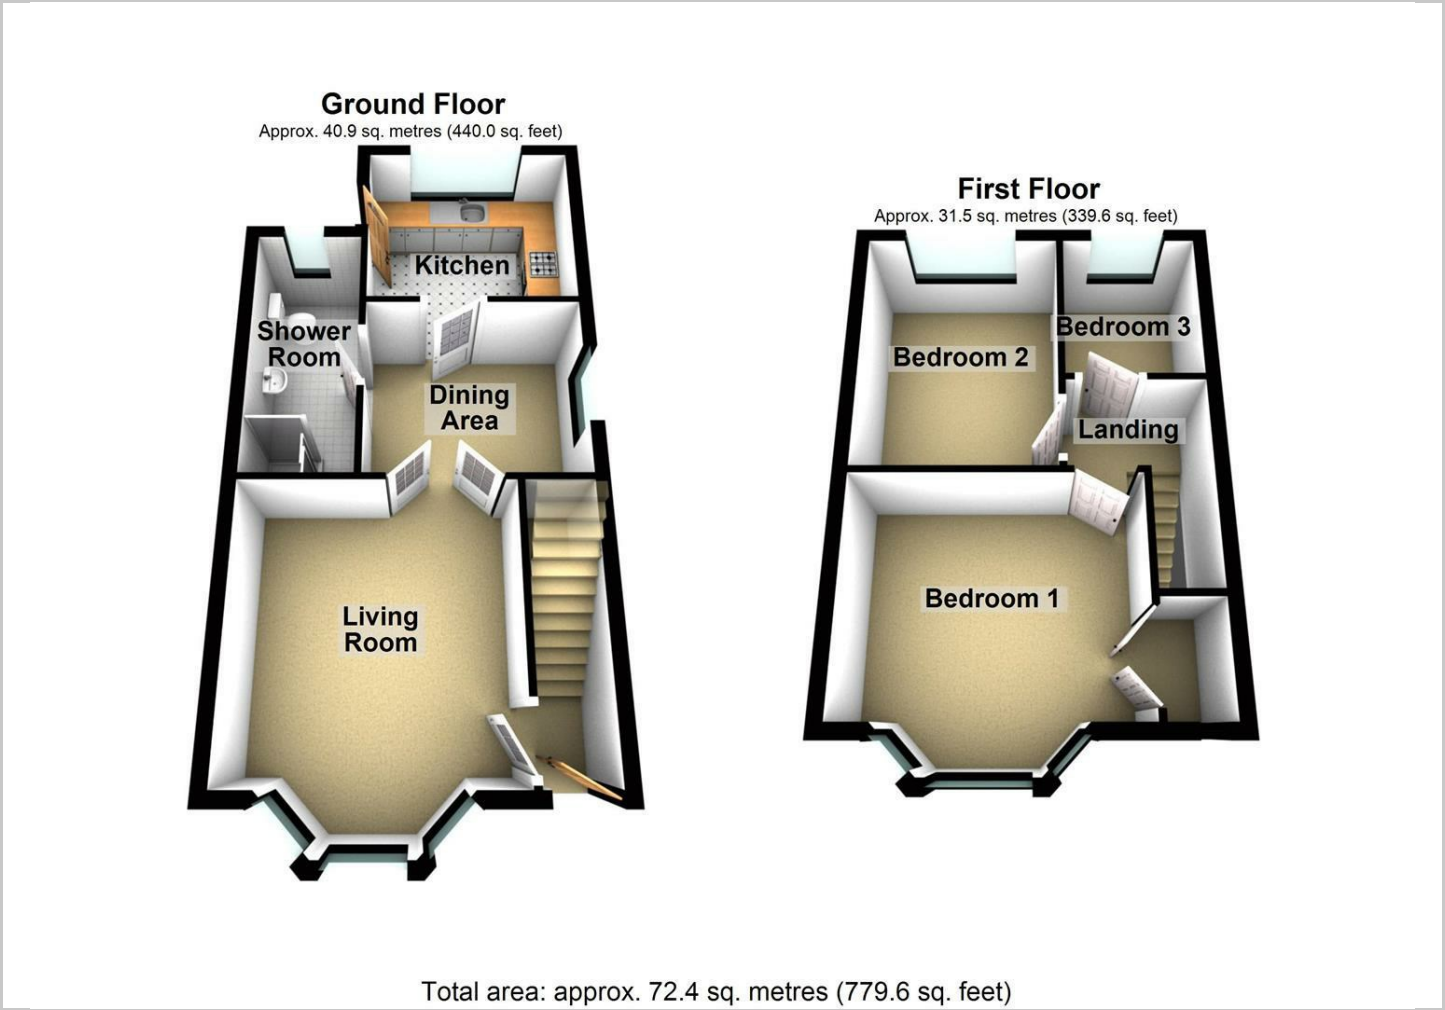 Ground Floor
Approx. 40.9 sq. metres (440.0 sq. feet)
Kitchen
Shower
Room
Dining
Area
Living
Room
First Floor
Approx. 31.5 sq. metres (339.6 sq. feet)
Bedroom 3
Bedroom 2
Landing
Bedroom 1
Total area: approx. 72.4 sq. metres (779.6 sq. feet)